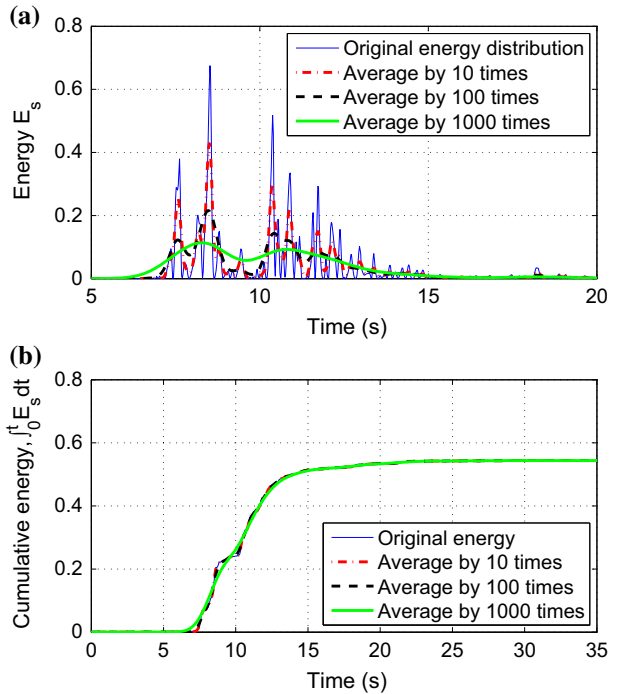 (a)
0.8
0.6
0.4
0.2
0
Energy E_s
Original energy distribution
Average by 10 times
Average by 100 times
Average by 1000 times
5 10 15 20
Time (s)
(b)
0.8
0.6
0.4
0.2
0
Cumulative energy, ∫₀ᵗ E_s dt
Original energy
Average by 10 times
Average by 100 times
Average by 1000 times
0 5 10 15 20 25 30 35
Time (s)